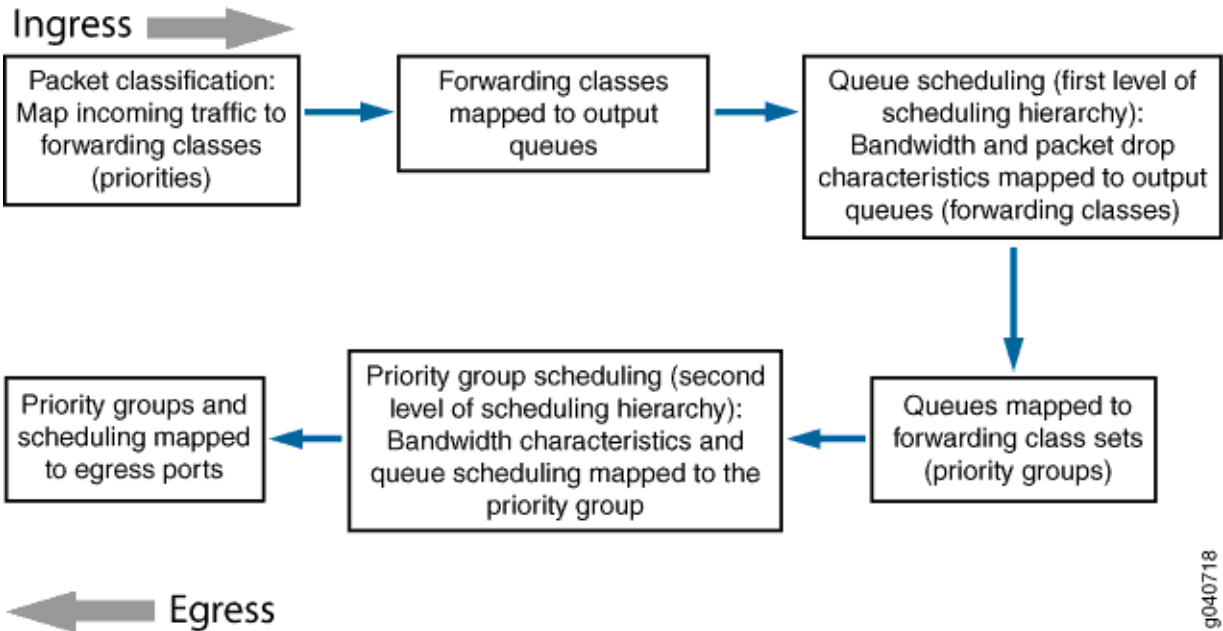 Ingress
Packet classification:
Map incoming traffic to
forwarding classes
(priorities)
Forwarding classes
mapped to output
queues
Queue scheduling (first level of
scheduling hierarchy):
Bandwidth and packet drop
characteristics mapped to output
queues (forwarding classes)
Queues mapped to
forwarding class sets
(priority groups)
Priority group scheduling (second
level of scheduling hierarchy):
Bandwidth characteristics and
queue scheduling mapped to the
priority group
Priority groups and
scheduling mapped
to egress ports
Egress
g040718